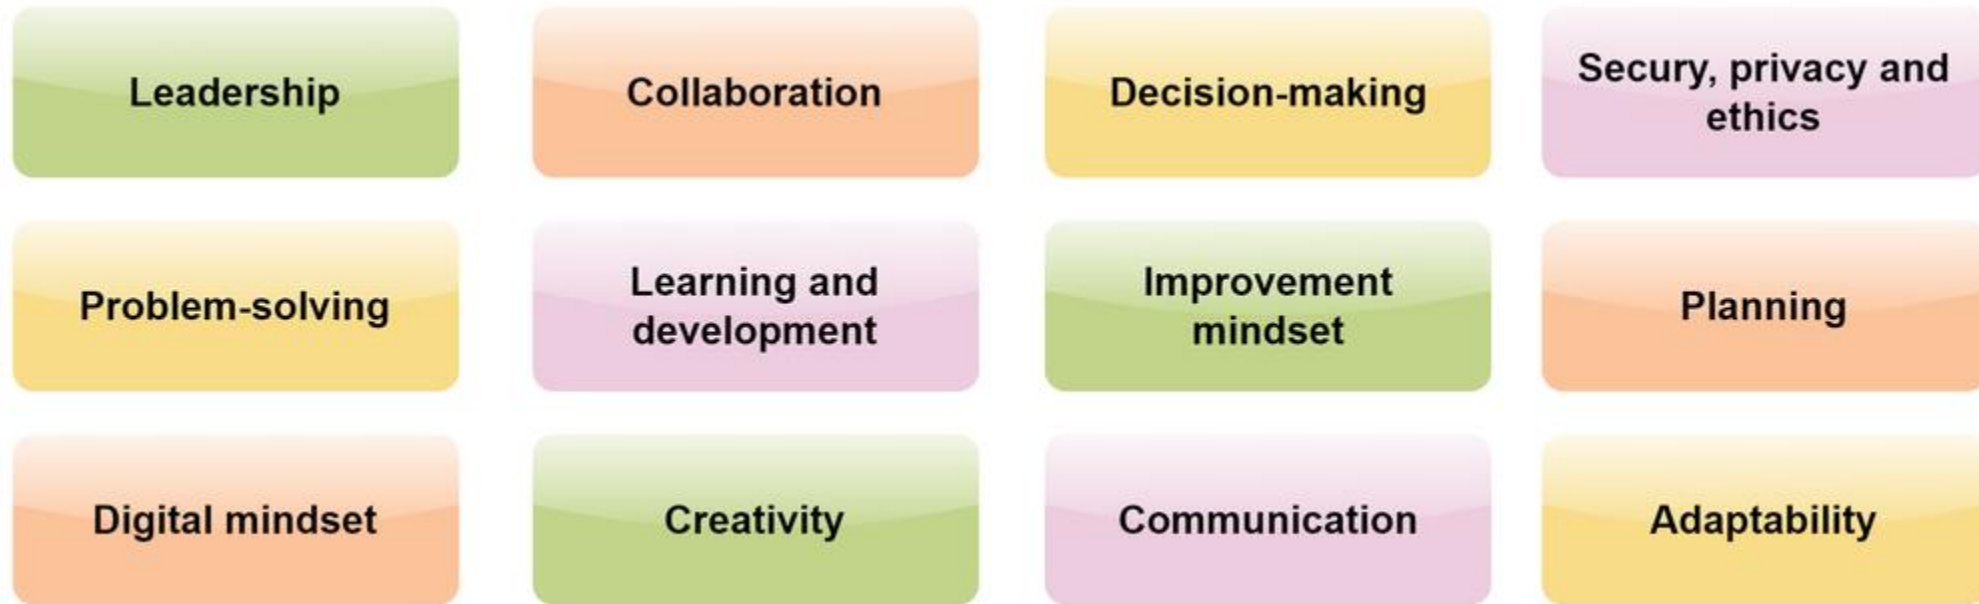 Leadership
Collaboration
Decision-making
Secury, privacy and
ethics
Problem-solving
Learning and
development
Improvement
mindset
Planning
Digital mindset
Creativity
Communication
Adaptability